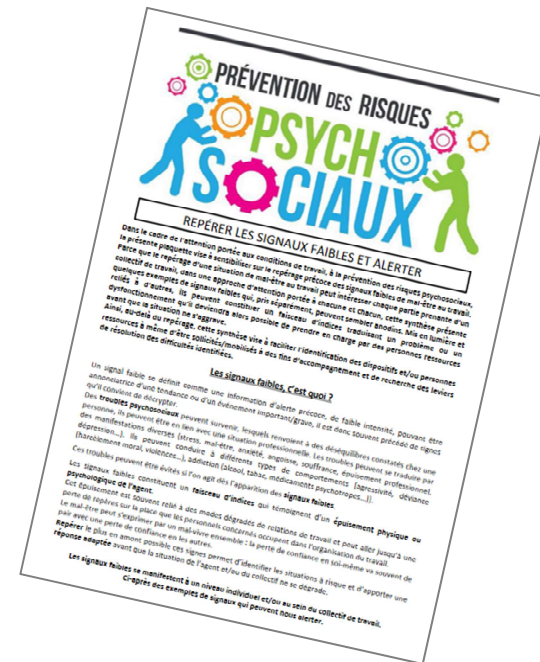 PRÉVENTION DES RISQUES
PSYCHO
SOCIAUX
REPÉRER LES SIGNAUX FAIBLES ET ALERTER
Dans le cadre de l'attention portée aux conditions de travail, à la prévention des risques psychosociaux,
la présente plaquette vise à sensibiliser sur le repérage précoce des signaux faibles de mal-être au travail.
Parce que le repérage d'une situation de mal-être au travail peut intéresser chaque partie prenante d'un
collectif de travail, dans une approche d'attention portée à chacune et chacun, cette synthèse présente
quelques exemples de signaux faibles qui, pris séparément, peuvent sembler anodins. Mis en lumière et
reliés à d'autres, ils peuvent constituer un faisceau d'indices traduisant un problème ou un
dysfonctionnement qu'il deviendra alors possible de prendre en charge par des personnes ressources
avant que la situation ne s'aggrave.
Ainsi, au-delà du repérage, cette synthèse vise à faciliter l'identification des dispositifs et/ou personnes
ressources à même d'être sollicités/mobilisés à des fins d'accompagnement et de recherche des leviers
de résolution des difficultés identifiées.
Les signaux faibles, C'est quoi ?
Un signal faible se définit comme une information d'alerte précoce, de faible intensité, pouvant être
annonciatrice d'une tendance ou d'un événement important/grave, il est donc souvent précédé de signes
qu'il convient de décrypter.
Des troubles psychosociaux peuvent survenir, lesquels renvoient à des déséquilibres constatés chez une
personne, ils peuvent être en lien avec une situation professionnelle. Les troubles peuvent se traduire par
des manifestations diverses (stress, mal-être, anxiété, angoisse, souffrance, épuisement professionnel,
dépression…). Ils peuvent conduire à différents types de comportements [agressivité, déviance
(harcèlement moral, violences…), addiction (alcool, tabac, médicaments psychotropes…)].
Ces troubles peuvent être évités si l'on agit dès l'apparition des signaux faibles.
Les signaux faibles constituent un faisceau d'indices qui témoignent d'un épuisement physique ou
psychologique de l'agent.
Cet épuisement est souvent relié à des modes dégradés de relations de travail et peut aller jusqu'à une
perte de repères sur la place que les personnels concernés occupent dans l'organisation du travail.
Le mal-être peut s'exprimer par un mal-vivre ensemble : la perte de confiance en soi-même va souvent de
pair avec une perte de confiance en les autres.
Repérer le plus en amont possible ces signes permet d'identifier les situations à risque et d'apporter une
réponse adaptée avant que la situation de l'agent et/ou du collectif ne se dégrade.
Les signaux faibles se manifestent à un niveau individuel et/ou au sein du collectif de travail.
Ci-après des exemples de signaux qui peuvent nous alerter.